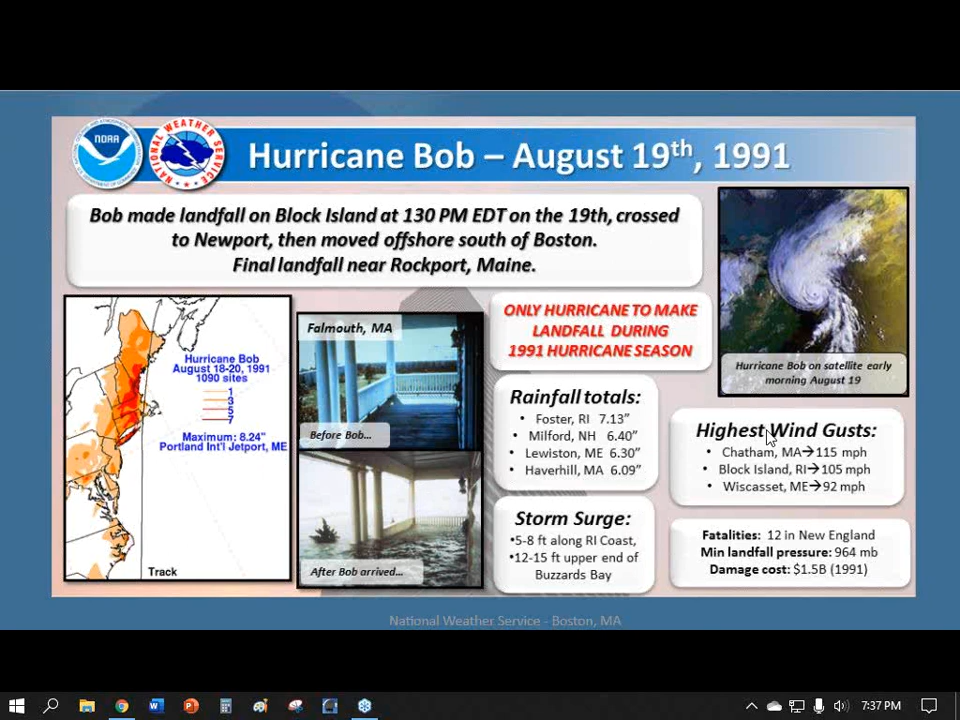 NOAA
NATIONAL WEATHER SERVICE
Hurricane Bob – August 19th, 1991
Bob made landfall on Block Island at 130 PM EDT on the 19th, crossed
to Newport, then moved offshore south of Boston.
Final landfall near Rockport, Maine.
Hurricane Bob
August 18-20, 1991
1090 sites
1
3
5
7
Maximum: 8.24"
Portland Int'l Jetport, ME
Track
Falmouth, MA
Before Bob...
After Bob arrived...
ONLY HURRICANE TO MAKE
LANDFALL DURING
1991 HURRICANE SEASON
Rainfall totals:
• Foster, RI 7.13”
• Milford, NH 6.40”
• Lewiston, ME 6.30”
• Haverhill, MA 6.09”
Storm Surge:
•5-8 ft along RI Coast,
•12-15 ft upper end of
Buzzards Bay
Hurricane Bob on satellite early
morning August 19
Highest Wind Gusts:
• Chatham, MA→115 mph
• Block Island, RI→105 mph
• Wiscasset, ME→92 mph
Fatalities: 12 in New England
Min landfall pressure: 964 mb
Damage cost: $1.5B (1991)
National Weather Service - Boston, MA
7:37 PM